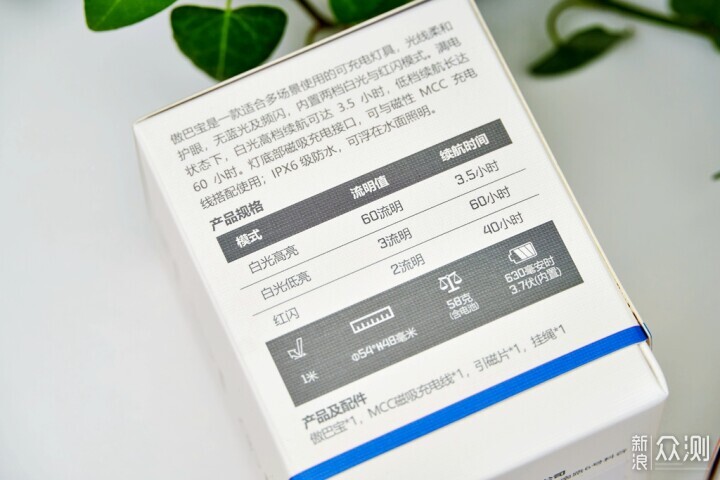 傲巴宝是一款适合多场景使用的可充电灯具，光线柔和
护眼，无蓝光及频闪，内置两档白光与红闪模式。满电
状态下，白光高档续航可达 3.5 小时，低档续航长达
60 小时。灯底部磁吸充电接口，可与磁性 MCC 充电
线搭配使用；IPX6 级防水，可浮在水面照明。
产品规格
模式 流明值 续航时间
白光高亮 60流明 3.5小时
白光低亮 3流明 60小时
红闪 2流明 40小时
1米 Φ54*H48毫米 58克 (含电池) 630毫安时 3.7伏(内置)
产品及配件
傲巴宝*1，MCC磁吸充电线*1，引磁片*1，挂绳*1
新浪 众测